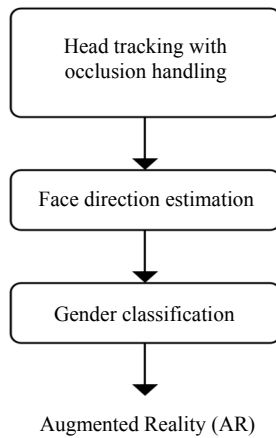 Head tracking with
occlusion handling
Face direction estimation
Gender classification
Augmented Reality (AR)